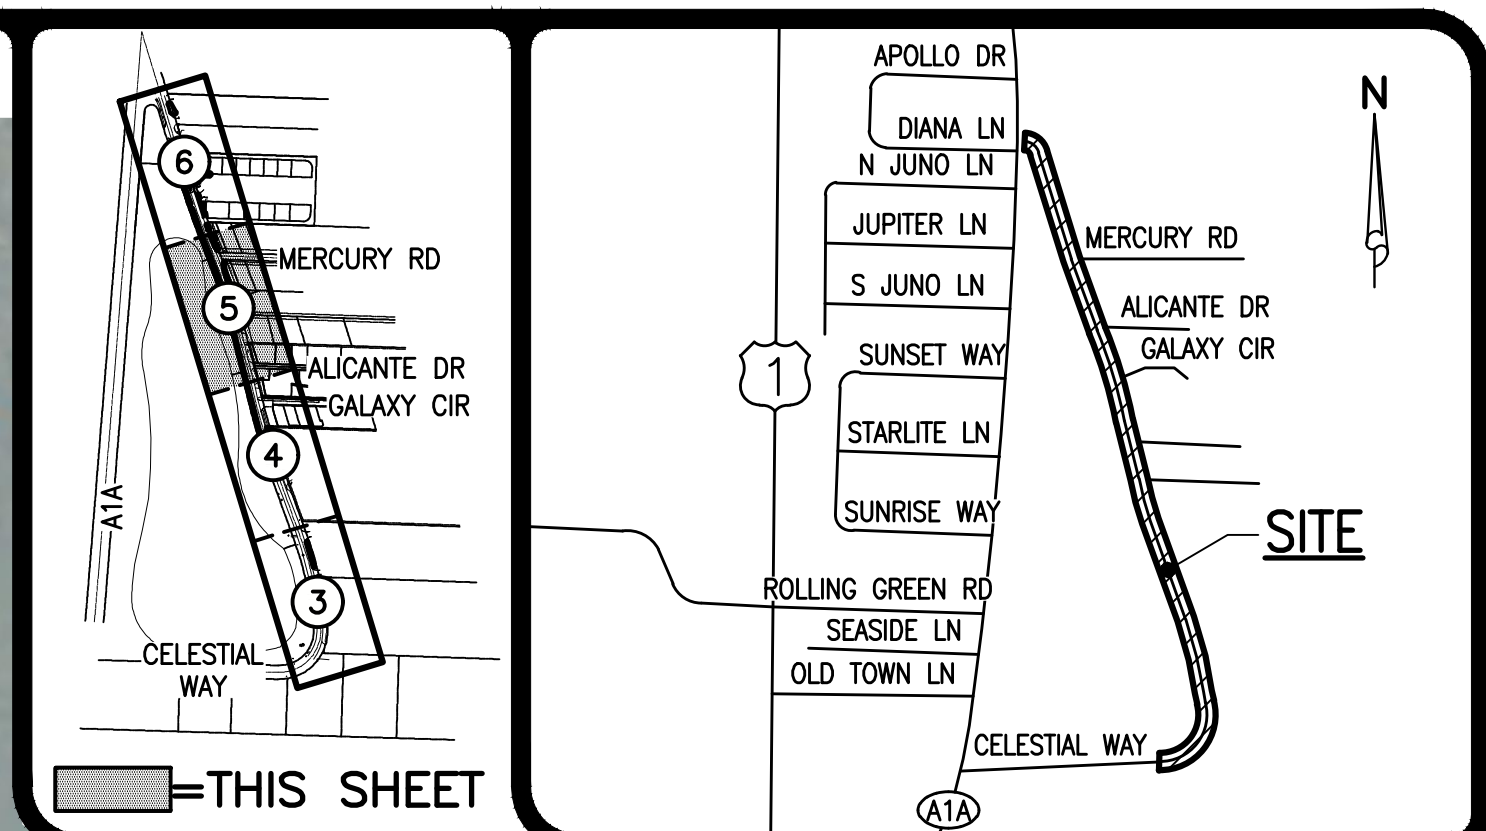 6
MERCURY RD
5
ALICANTE DR
GALAXY CIR
4
A1A
3
CELESTIAL
WAY
=THIS SHEET
APOLLO DR
DIANA LN
N JUNO LN
JUPITER LN
S JUNO LN
SUNSET WAY
1
STARLITE LN
SUNRISE WAY
ROLLING GREEN RD
SEASIDE LN
OLD TOWN LN
CELESTIAL WAY
A1A
N
MERCURY RD
ALICANTE DR
GALAXY CIR
SITE